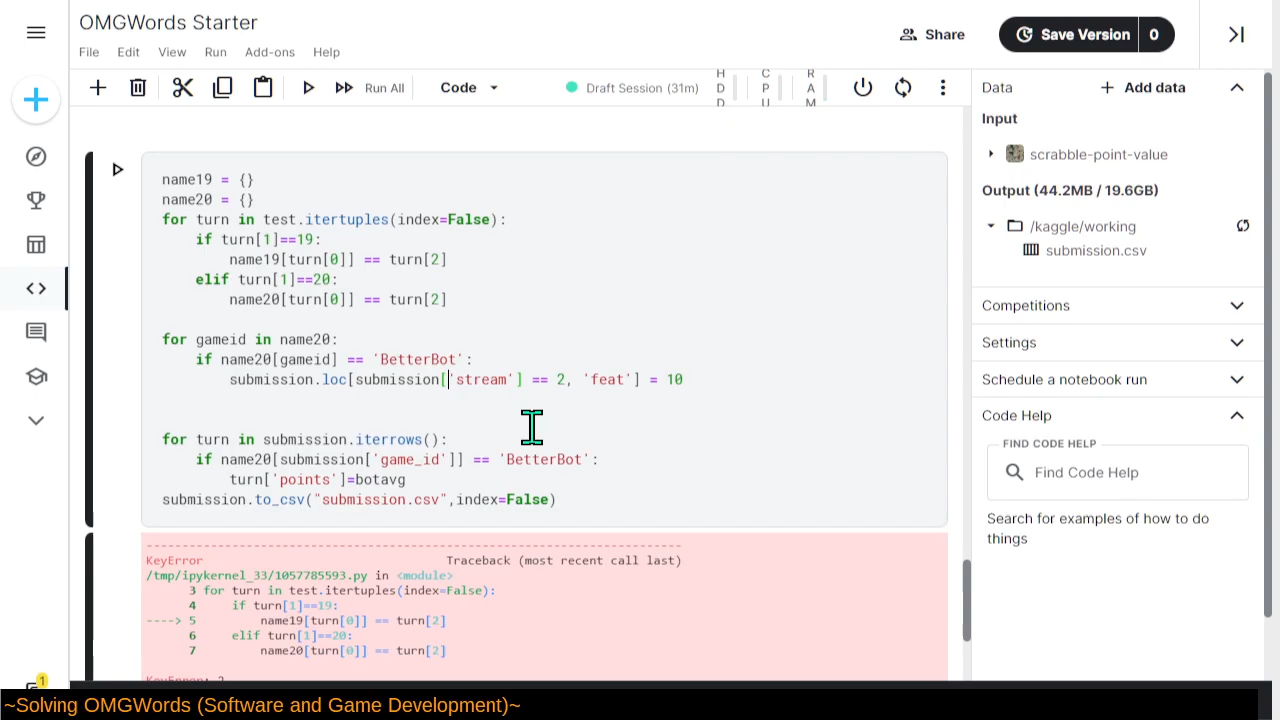 OMGWords Starter
Share
Save Version 0
File Edit View Run Add-ons Help
Run All
Code
Draft Session (31m)
HDD
CPU
RAM
Data
Add data
Input
scrabble-point-value
Output (44.2MB / 19.6GB)
/kaggle/working
submission.csv
Competitions
Settings
Schedule a notebook run
Code Help
FIND CODE HELP
Find Code Help
Search for examples of how to do
things
name19 = {}
name20 = {}
for turn in test.itertuples(index=False):
    if turn[1]==19:
        name19[turn[0]] == turn[2]
    elif turn[1]==20:
        name20[turn[0]] == turn[2]
for gameid in name20:
    if name20[gameid] == 'BetterBot':
        submission.loc[submission['stream'] == 2, 'feat'] = 10
for turn in submission.iterrows():
    if name20[submission['game_id']] == 'BetterBot':
        turn['points']=botavg
submission.to_csv("submission.csv",index=False)
---------------------------------------------------------------------------
KeyError                                  Traceback (most recent call last)
/tmp/ipykernel_33/1057785593.py in <module>
      3 for turn in test.itertuples(index=False):
      4     if turn[1]==19:
----> 5         name19[turn[0]] == turn[2]
      6     elif turn[1]==20:
      7         name20[turn[0]] == turn[2]
KeyError: 2
1
~Solving OMGWords (Software and Game Development)~